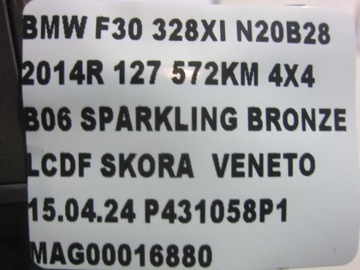 BMW F30 328XI N20B28
2014R 127 572KM 4X4
B06 SPARKLING BRONZE
LCDF SKORA VENETO
15.04.24 P431058P1
MAG00016880